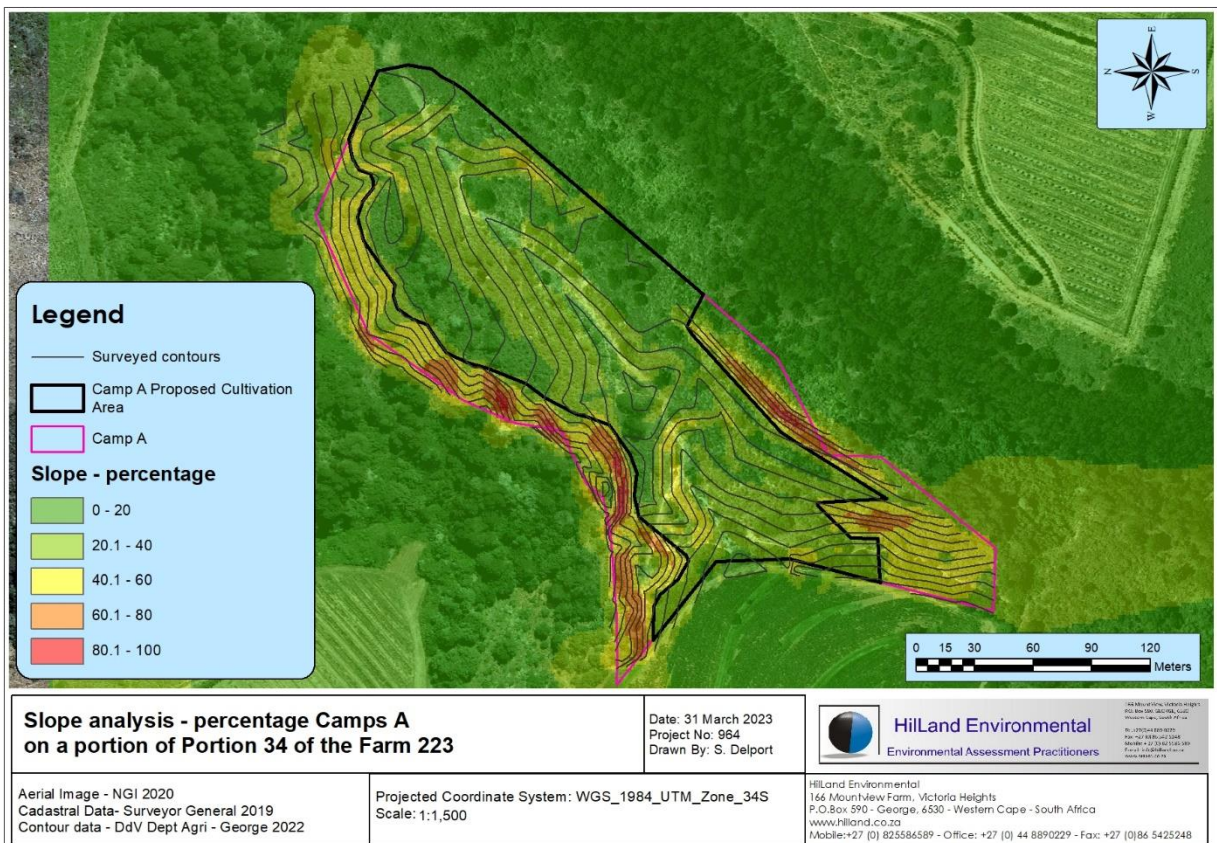 E
N
S
W
Legend
Surveyed contours
Camp A Proposed Cultivation
Area
Camp A
Slope - percentage
0 - 20
20.1 - 40
40.1 - 60
60.1 - 80
80.1 - 100
0 15 30 60 90 120
Meters
Slope analysis - percentage Camps A
on a portion of Portion 34 of the Farm 223
Date: 31 March 2023
Project No: 964
Drawn By: S. Delport
HilLand Environmental
Environmental Assessment Practitioners
Aerial Image - NGI 2020
Cadastral Data- Surveyor General 2019
Contour data - DdV Dept Agri - George 2022
Projected Coordinate System: WGS_1984_UTM_Zone_34S
Scale: 1:1,500
HilLand Environmental
166 Mountview Farm, Victoria Heights
P.O.Box 590 - George, 6530 - Western Cape - South Africa
www.hilland.co.za
Mobile:+27 (0) 825586589 - Office: +27 (0) 44 8890229 - Fax: +27 (0)86 5425248